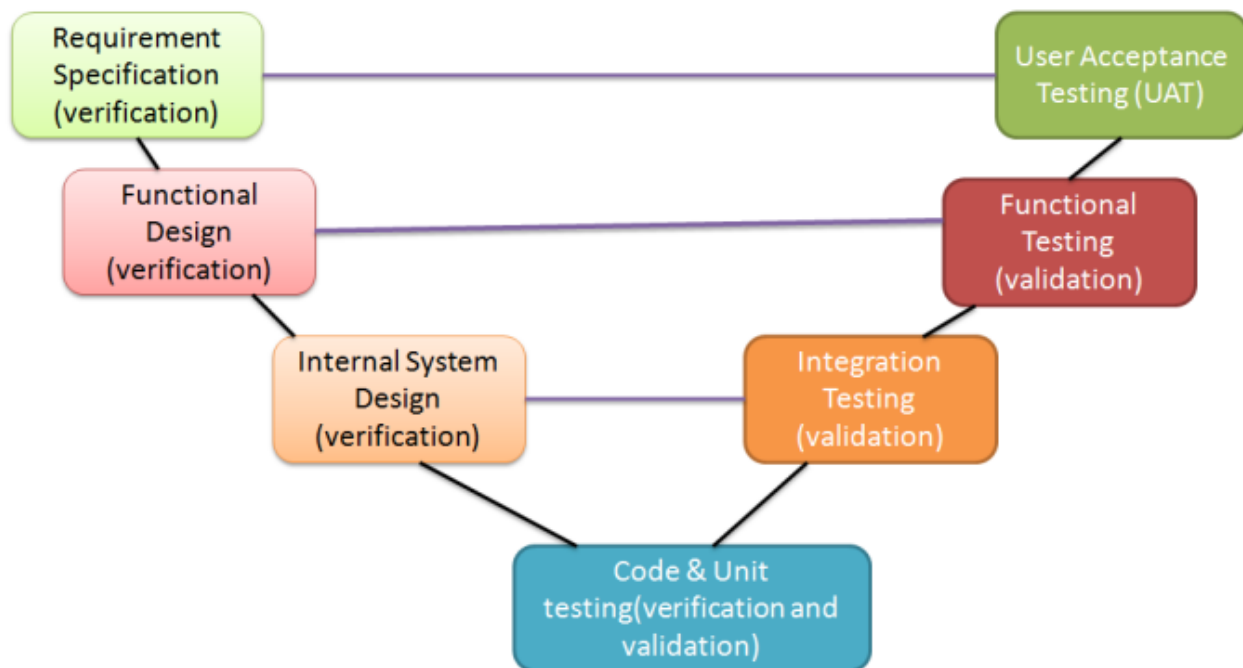 Requirement
Specification
(verification)
User Acceptance
Testing (UAT)
Functional
Design
(verification)
Functional
Testing
(validation)
Internal System
Design
(verification)
Integration
Testing
(validation)
Code & Unit
testing(verification and
validation)